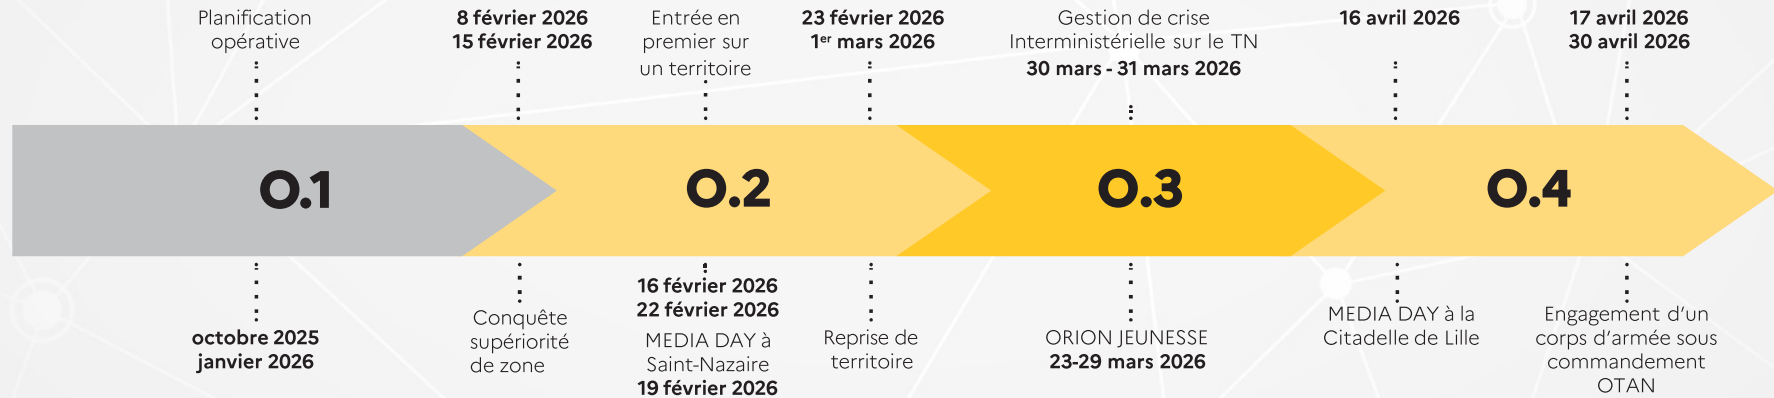 Planification
opérative
8 février 2026
15 février 2026
Entrée en
premier sur
un territoire
23 février 2026
1er mars 2026
Gestion de crise
Interministérielle sur le TN
30 mars - 31 mars 2026
16 avril 2026
17 avril 2026
30 avril 2026
O.1
O.2
O.3
O.4
octobre 2025
janvier 2026
Conquête
supériorité
de zone
16 février 2026
22 février 2026
MEDIA DAY à
Saint-Nazaire
19 février 2026
Reprise de
territoire
ORION JEUNESSE
23-29 mars 2026
MEDIA DAY à la
Citadelle de Lille
Engagement d'un
corps d'armée sous
commandement
OTAN